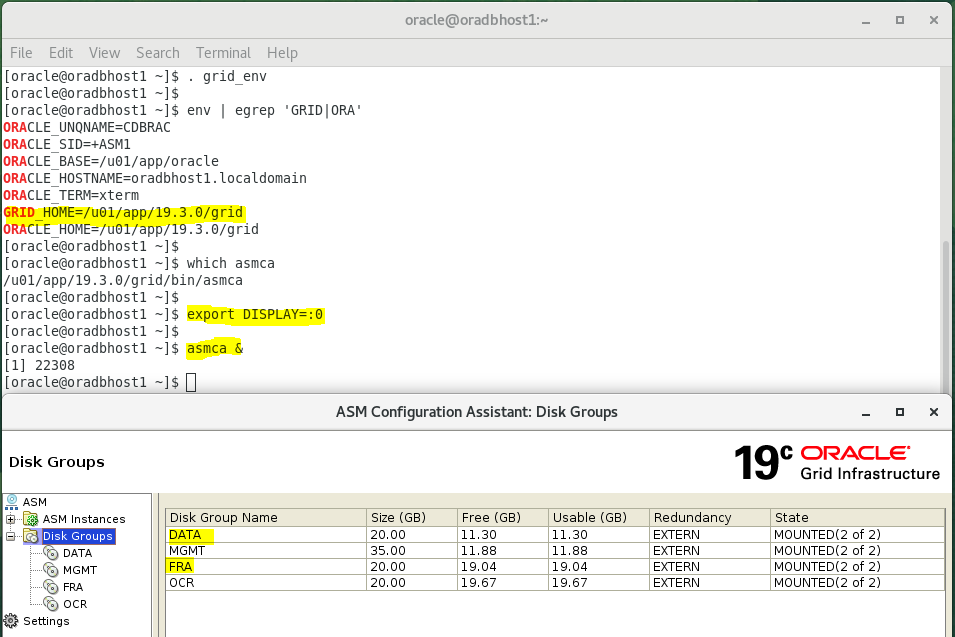 oracle@oradbhost1:~
File Edit View Search Terminal Help
[oracle@oradbhost1 ~]$ . grid_env
[oracle@oradbhost1 ~]$
[oracle@oradbhost1 ~]$ env | egrep 'GRID|ORA'
ORACLE_UNQNAME=CDBRAC
ORACLE_SID=+ASM1
ORACLE_BASE=/u01/app/oracle
ORACLE_HOSTNAME=oradbhost1.localdomain
ORACLE_TERM=xterm
GRID_HOME=/u01/app/19.3.0/grid
ORACLE_HOME=/u01/app/19.3.0/grid
[oracle@oradbhost1 ~]$
[oracle@oradbhost1 ~]$ which asmca
/u01/app/19.3.0/grid/bin/asmca
[oracle@oradbhost1 ~]$
[oracle@oradbhost1 ~]$ export DISPLAY=:0
[oracle@oradbhost1 ~]$
[oracle@oradbhost1 ~]$ asmca &
[1] 22308
[oracle@oradbhost1 ~]$
ASM Configuration Assistant: Disk Groups
Disk Groups
19c ORACLE
Grid Infrastructure
ASM
ASM Instances
Disk Groups
DATA
MGMT
FRA
OCR
Settings
Disk Group Name Size (GB) Free (GB) Usable (GB) Redundancy State
DATA 20.00 11.30 11.30 EXTERN MOUNTED(2 of 2)
MGMT 35.00 11.88 11.88 EXTERN MOUNTED(2 of 2)
FRA 20.00 19.04 19.04 EXTERN MOUNTED(2 of 2)
OCR 20.00 19.67 19.67 EXTERN MOUNTED(2 of 2)